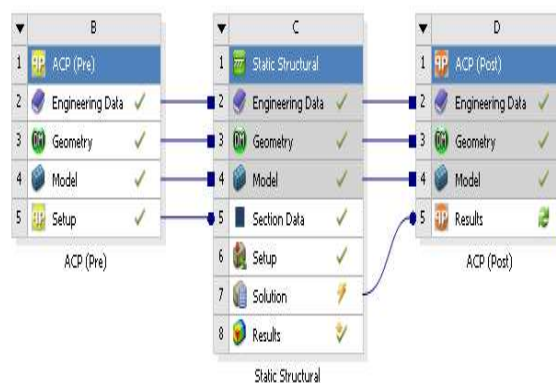 B
1 ACP (Pre)
2 Engineering Data
3 Geometry
4 Model
5 Setup
ACP (Pre)
C
1 Static Structural
2 Engineering Data
3 Geometry
4 Model
5 Section Data
6 Setup
7 Solution
8 Results
Static Structural
D
1 ACP (Post)
2 Engineering Data
3 Geometry
4 Model
5 Results
ACP (Post)